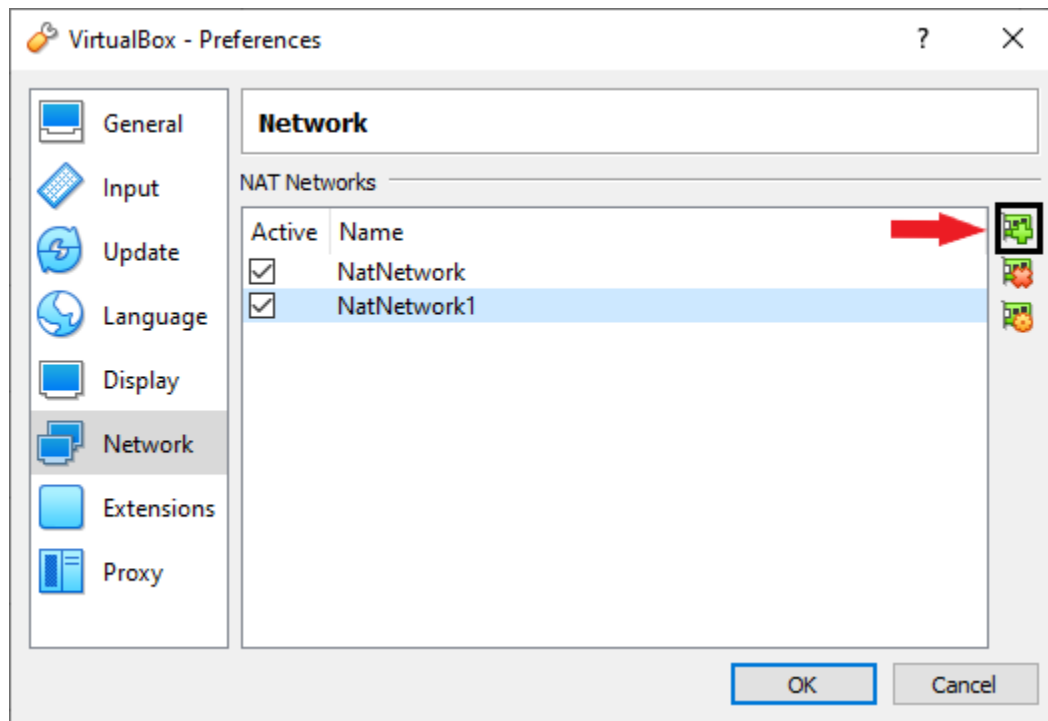 VirtualBox - Preferences
?
General
Input
Update
Language
Display
Network
Extensions
Proxy
Network
NAT Networks
Active Name
NatNetwork
NatNetwork1
OK Cancel